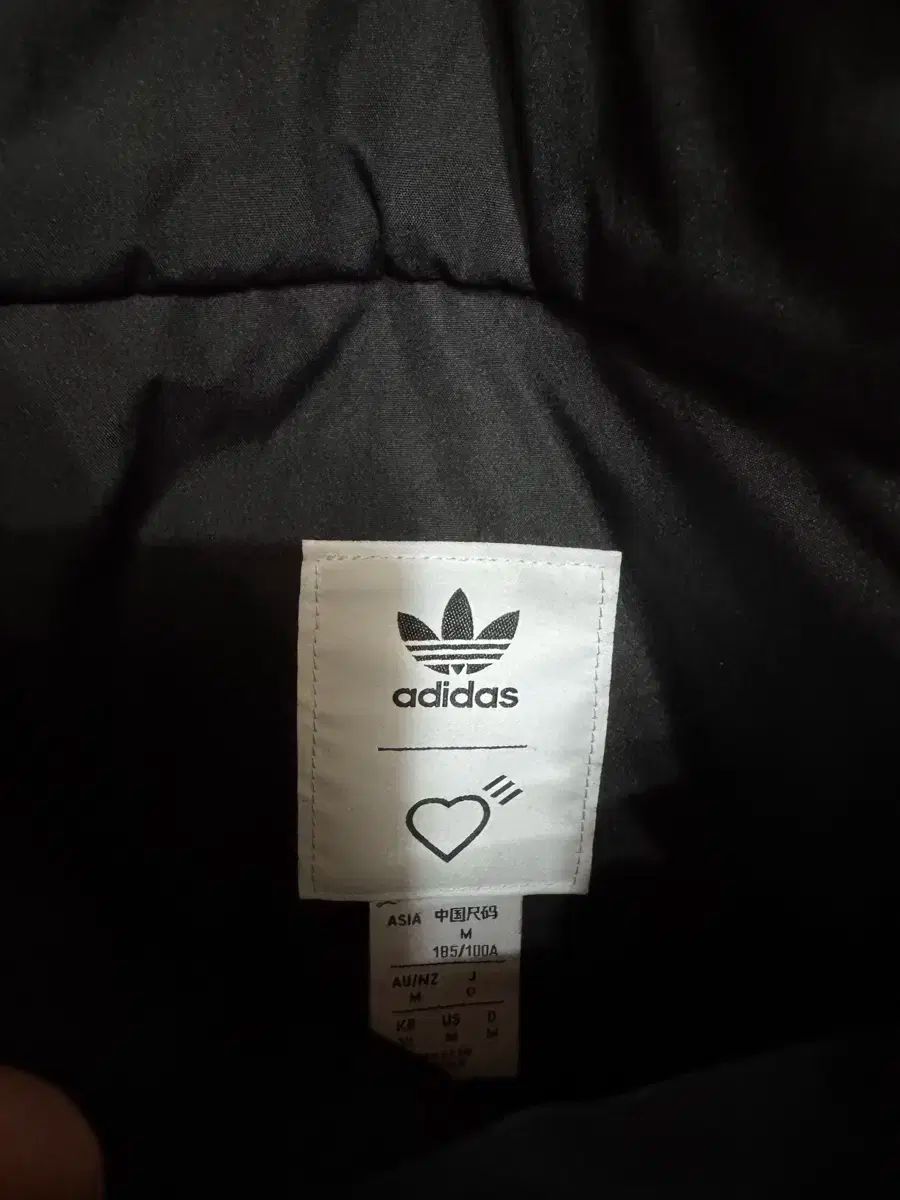 adidas
ASIA 中国尺码
M
185/100A
AU/NZ J
M O
KR US D
M M